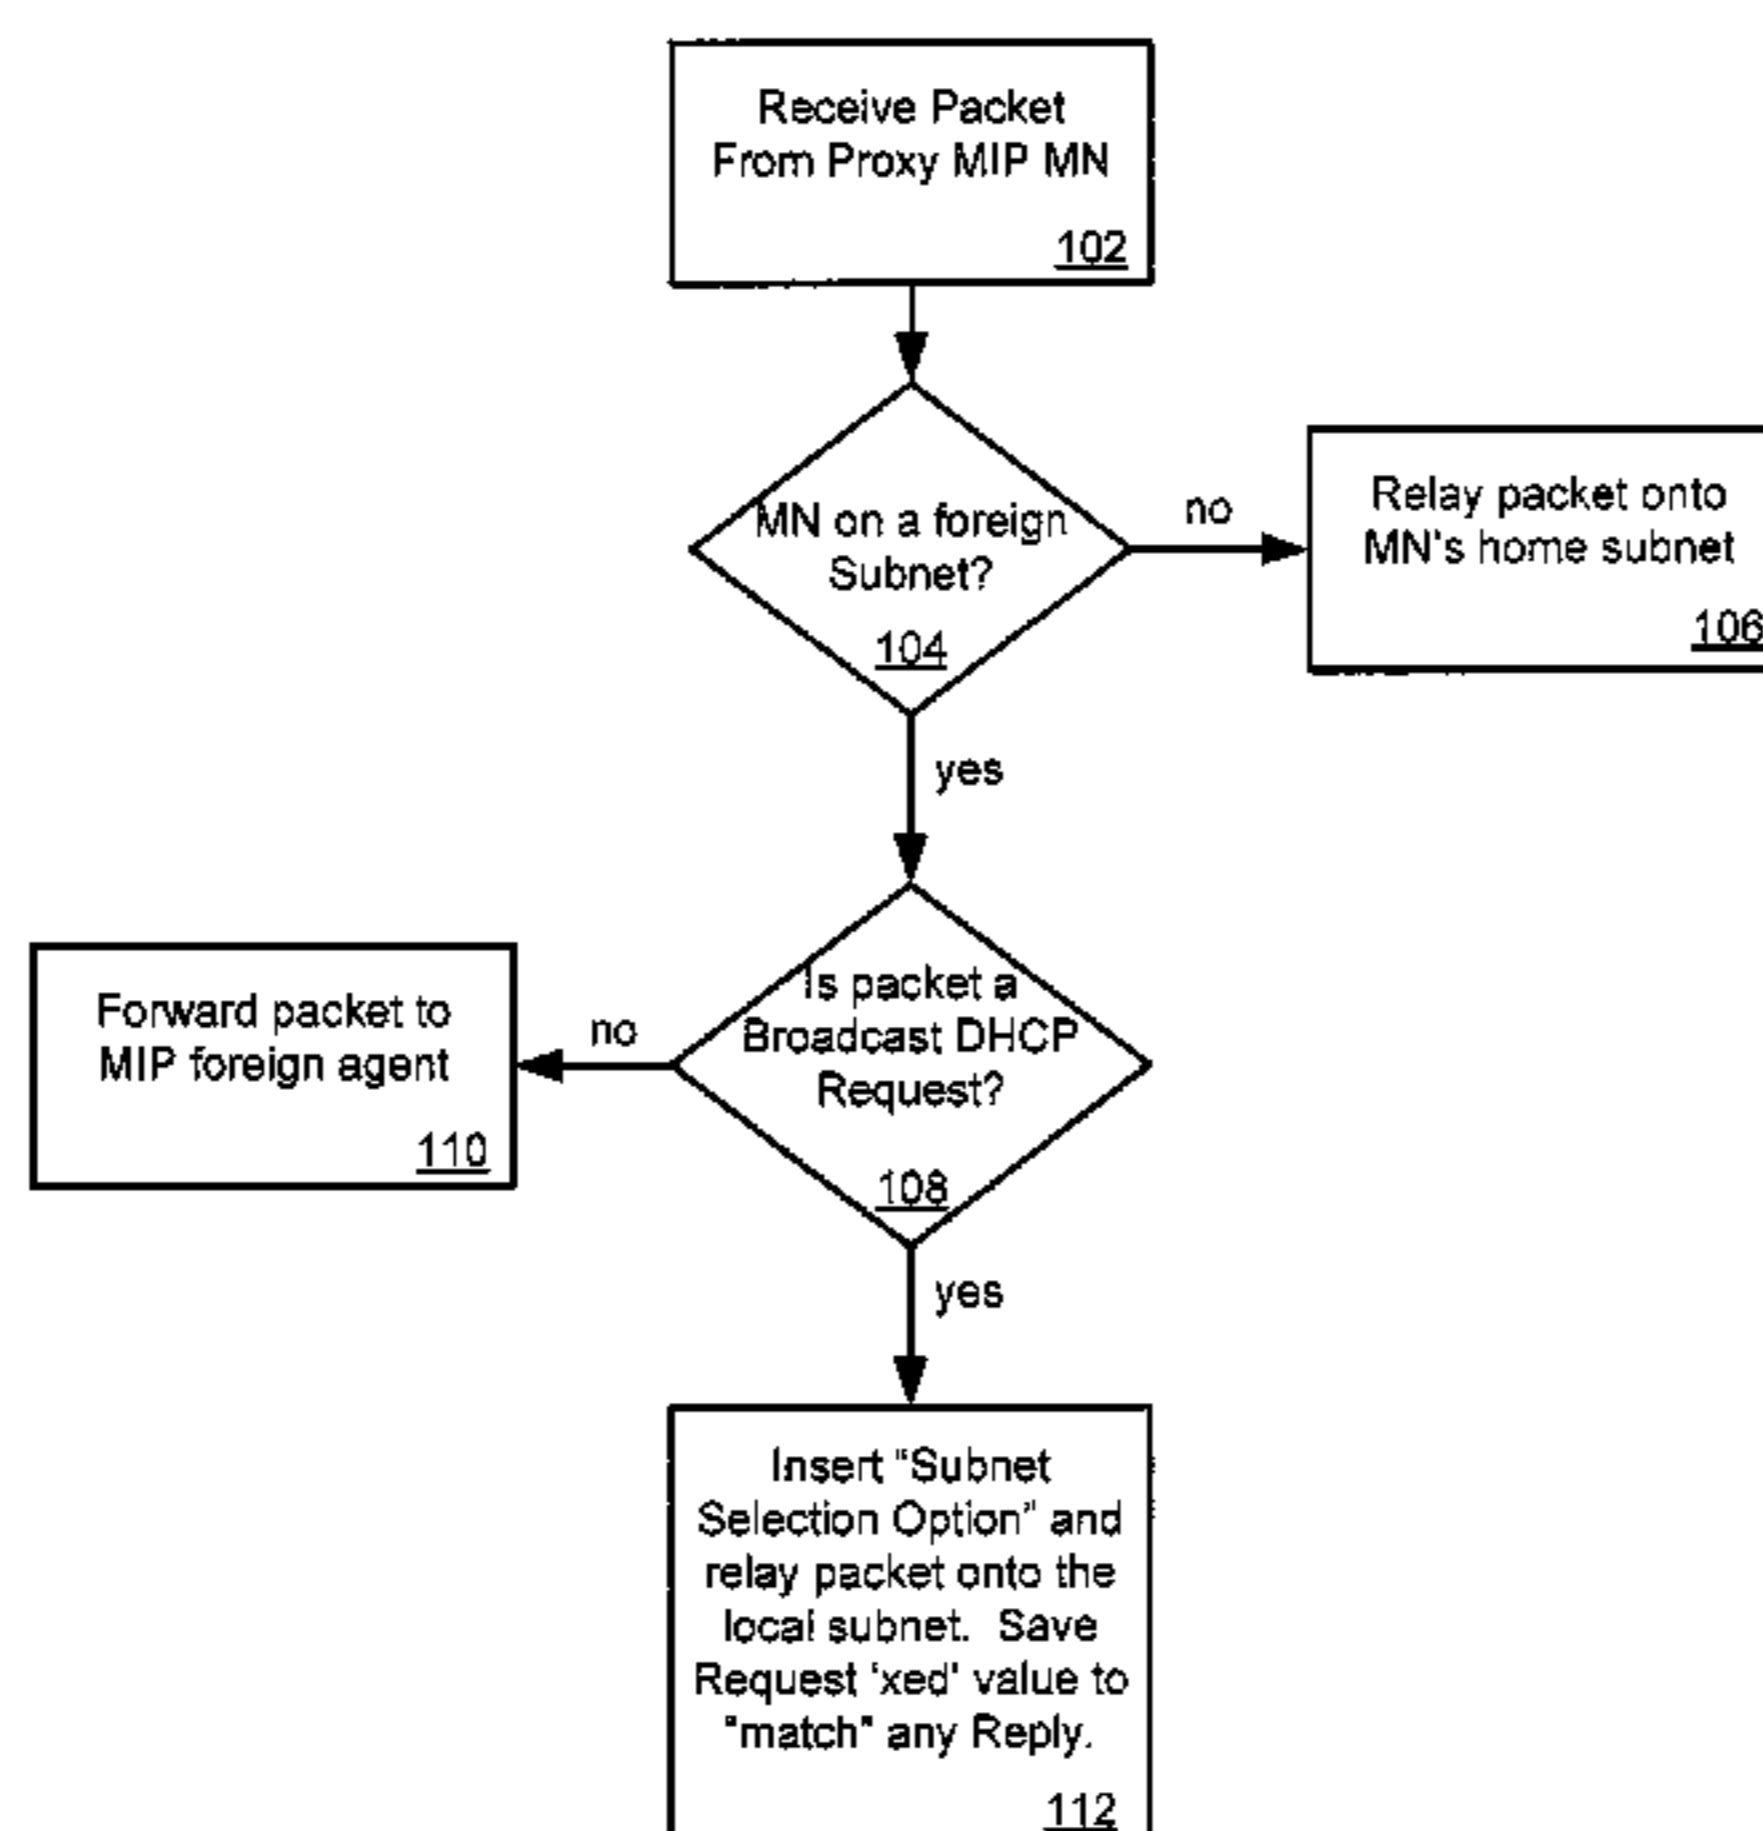 Receive Packet
From Proxy MIP MN
102
MN on a foreign
Subnet?
104
no
Relay packet onto
MN's home subnet
106
yes
Is packet a
Broadcast DHCP
Request?
108
no
Forward packet to
MIP foreign agent
110
yes
Insert "Subnet
Selection Option" and
relay packet onto the
local subnet. Save
Request 'xed' value to
"match" any Reply.
112